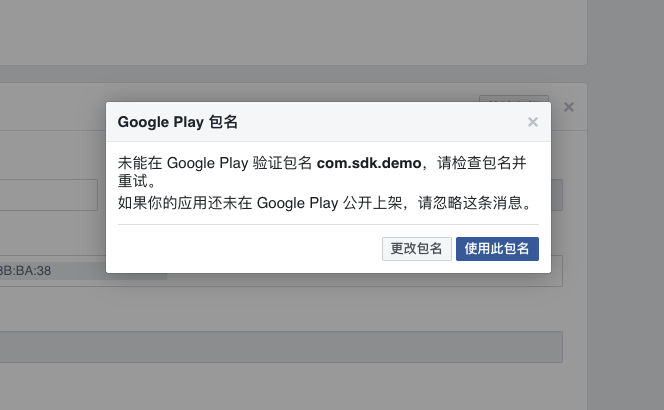 Google Play 包名
未能在 Google Play 验证包名 com.sdk.demo，请检查包名并
重试。
如果你的应用还未在 Google Play 公开上架，请忽略这条消息。
更改包名
使用此包名
BA:38